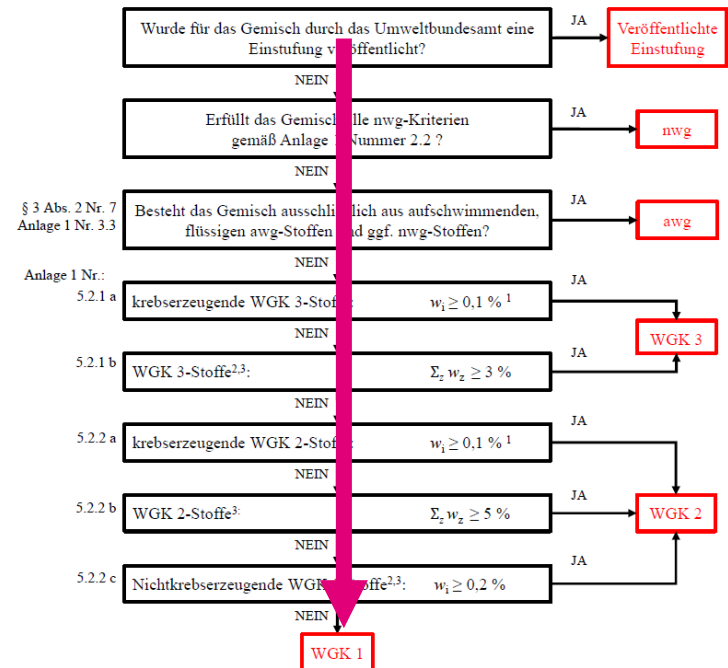 Wurde für das Gemisch durch das Umweltbundesamt eine
Einstufung veröffentlicht?
JA
Veröffentlichte
Einstufung
NEIN
Erfüllt das Gemisch alle nwg-Kriterien
gemäß Anlage 1 Nummer 2.2 ?
JA
nwg
NEIN
§ 3 Abs. 2 Nr. 7
Anlage 1 Nr. 3.3
Besteht das Gemisch ausschließlich aus aufschwimmenden,
flüssigen awg-Stoffen und ggf. nwg-Stoffen?
JA
awg
NEIN
Anlage 1 Nr.:
5.2.1 a
krebserzeugende WGK 3-Stoffe: wi ≥ 0,1 % 1
JA
WGK 3
NEIN
5.2.1 b
WGK 3-Stoffe2,3: Σz wz ≥ 3 %
JA
NEIN
5.2.2 a
krebserzeugende WGK 2-Stoffe: wi ≥ 0,1 % 1
JA
NEIN
5.2.2 b
WGK 2-Stoffe3: Σz wz ≥ 5 %
JA
WGK 2
NEIN
5.2.2 c
Nichtkrebserzeugende WGK -Stoffe2,3: wi ≥ 0,2 %
JA
NEIN
WGK 1